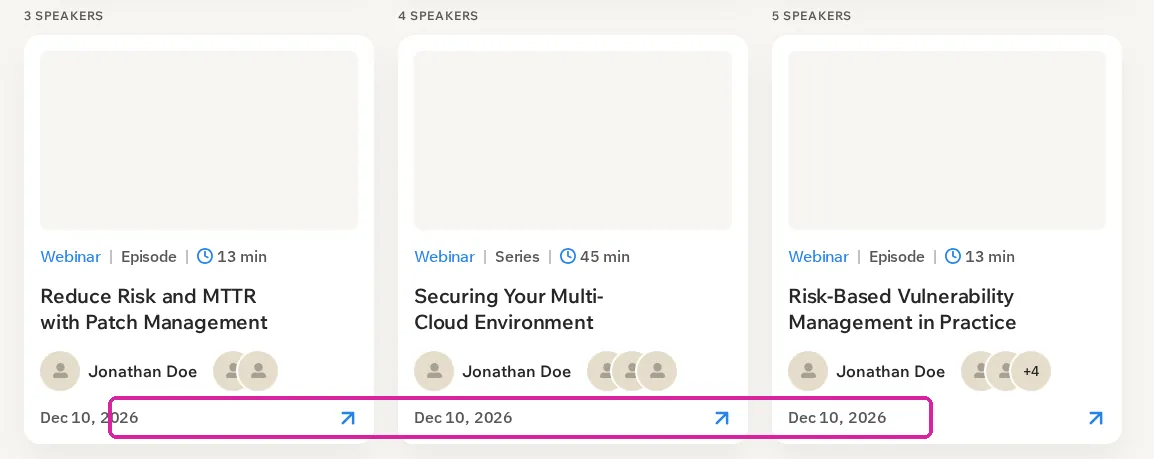 3 SPEAKERS
4 SPEAKERS
5 SPEAKERS
Webinar | Episode | 13 min
Reduce Risk and MTTR
with Patch Management
Jonathan Doe
Dec 10, 2026
Webinar | Series | 45 min
Securing Your Multi-
Cloud Environment
Jonathan Doe
Dec 10, 2026
Webinar | Episode | 13 min
Risk-Based Vulnerability
Management in Practice
Jonathan Doe +4
Dec 10, 2026